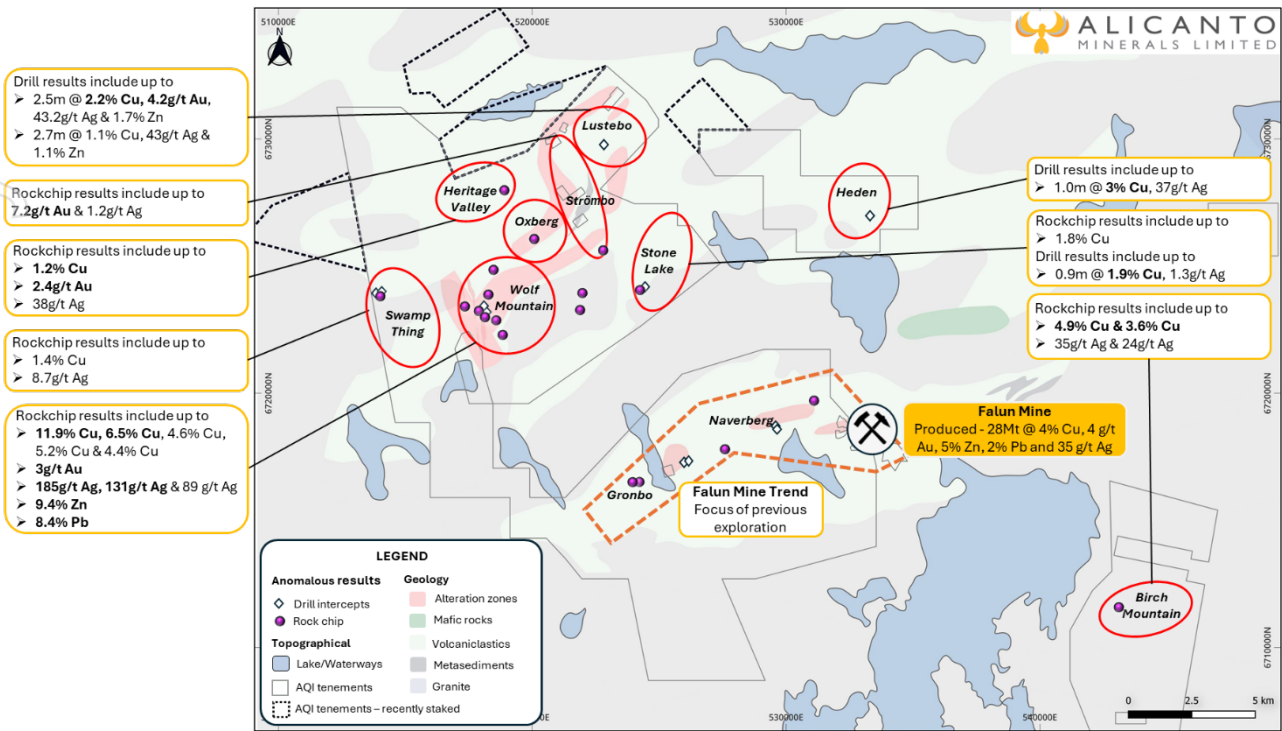 510000E
520000E
530000E
N
ALICANTO
MINERALS LIMITED
Drill results include up to
➢ 2.5m @ 2.2% Cu, 4.2g/t Au,
43.2g/t Ag & 1.7% Zn
➢ 2.7m @ 1.1% Cu, 43g/t Ag &
1.1% Zn
Rockchip results include up to
7.2g/t Au & 1.2g/t Ag
Rockchip results include up to
➢ 1.2% Cu
➢ 2.4g/t Au
➢ 38g/t Ag
Rockchip results include up to
➢ 1.4% Cu
➢ 8.7g/t Ag
Rockchip results include up to
➢ 11.9% Cu, 6.5% Cu, 4.6% Cu,
5.2% Cu & 4.4% Cu
➢ 3g/t Au
➢ 185g/t Ag, 131g/t Ag & 89 g/t Ag
➢ 9.4% Zn
➢ 8.4% Pb
6730000N
6720000N
Lustebo
Heritage
Valley
Strömbo
Oxberg
Stone
Lake
Wolf
Mountain
Swamp
Thing
Heden
Naverberg
Gronbo
Birch
Mountain
6730000N
6720000N
6710000N
Drill results include up to
➢ 1.0m @ 3% Cu, 37g/t Ag
Rockchip results include up to
➢ 1.8% Cu
Drill results include up to
➢ 0.9m @ 1.9% Cu, 1.3g/t Ag
Rockchip results include up to
➢ 4.9% Cu & 3.6% Cu
➢ 35g/t Ag & 24g/t Ag
Falun Mine
Produced - 28Mt @ 4% Cu, 4 g/t
Au, 5% Zn, 2% Pb and 35 g/t Ag
Falun Mine Trend
Focus of previous
exploration
LEGEND
Anomalous results
Drill intercepts
Rock chip
Topographical
Lake/Waterways
AQI tenements
AQI tenements – recently staked
Geology
Alteration zones
Mafic rocks
Volcaniclastics
Metasediments
Granite
0
2.5
5 km
530000E
540000E